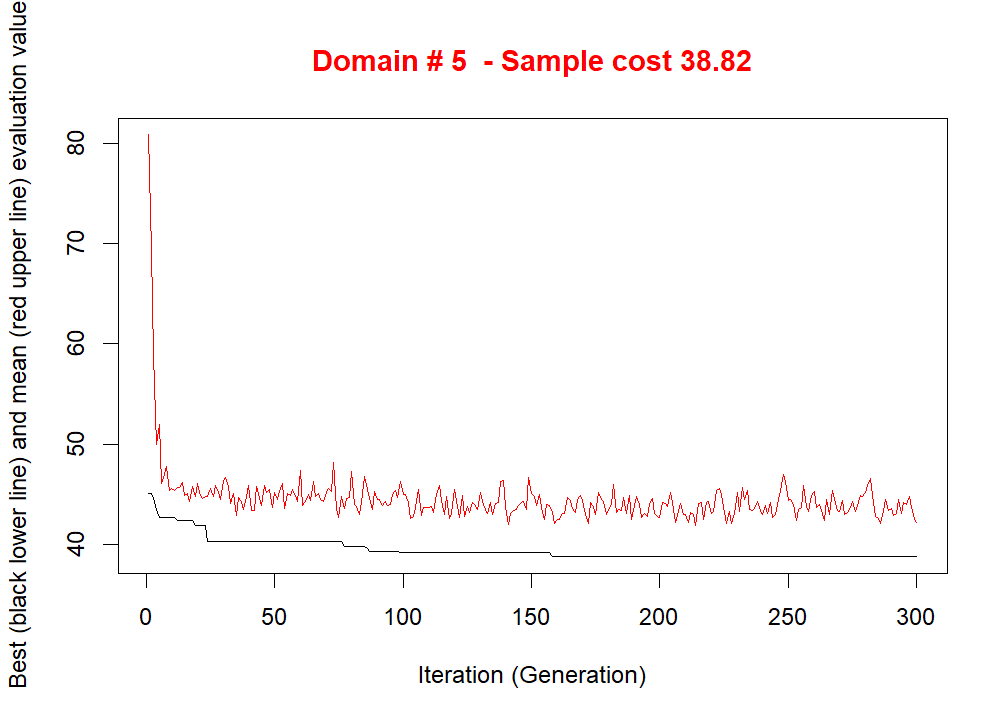 Domain # 5  - Sample cost 38.82
Best (black lower line) and mean (red upper line) evaluation value
80
70
60
50
40
0 50 100 150 200 250 300
Iteration (Generation)